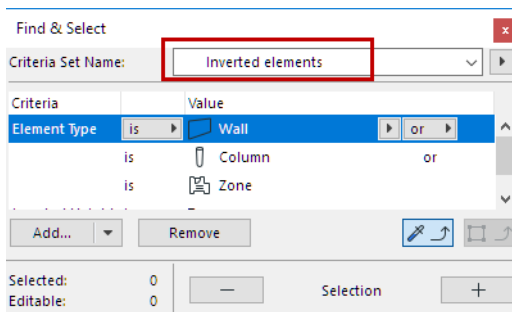 Find & Select
x
Criteria Set Name: Inverted elements
Criteria Value
Element Type is Wall or
is Column or
is Zone
Add... Remove
Selected: 0
Editable: 0
Selection